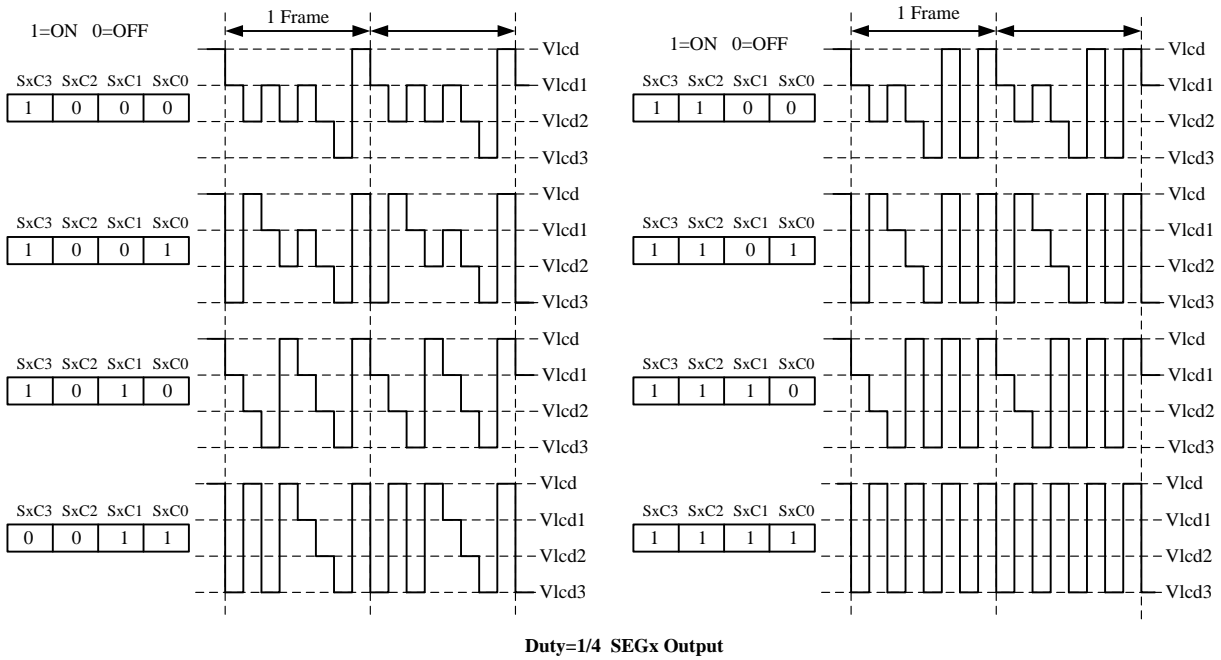 1 Frame
1=ON 0=OFF
Vlcd
SxC3 SxC2 SxC1 SxC0
Vlcd1
1 0 0 0
Vlcd2
Vlcd3
Vlcd
SxC3 SxC2 SxC1 SxC0
Vlcd1
1 0 0 1
Vlcd2
Vlcd3
Vlcd
SxC3 SxC2 SxC1 SxC0
Vlcd1
1 0 1 0
Vlcd2
Vlcd3
Vlcd
SxC3 SxC2 SxC1 SxC0
Vlcd1
0 0 1 1
Vlcd2
Vlcd3
1 Frame
1=ON 0=OFF
Vlcd
SxC3 SxC2 SxC1 SxC0
Vlcd1
1 1 0 0
Vlcd2
Vlcd3
Vlcd
SxC3 SxC2 SxC1 SxC0
Vlcd1
1 1 0 1
Vlcd2
Vlcd3
Vlcd
SxC3 SxC2 SxC1 SxC0
Vlcd1
1 1 1 0
Vlcd2
Vlcd3
Vlcd
SxC3 SxC2 SxC1 SxC0
Vlcd1
1 1 1 1
Vlcd2
Vlcd3
Duty=1/4 SEGx Output